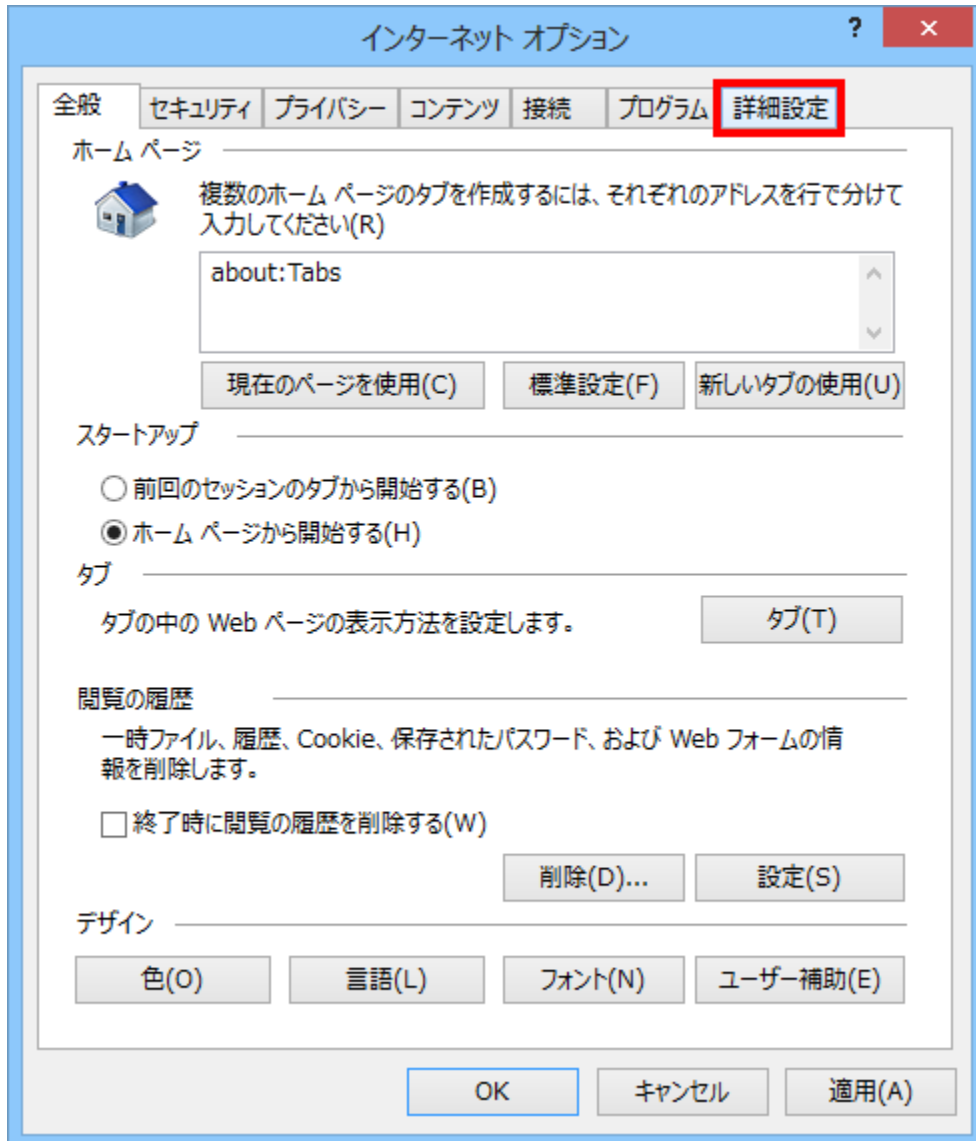 インターネット オプション
?
×
全般 セキュリティ プライバシー コンテンツ 接続 プログラム 詳細設定
ホーム ページ
複数のホーム ページのタブを作成するには、それぞれのアドレスを行で分けて
入力してください(R)
about:Tabs
現在のページを使用(C) 標準設定(F) 新しいタブの使用(U)
スタートアップ
前回のセッションのタブから開始する(B)
ホーム ページから開始する(H)
タブ
タブの中の Web ページの表示方法を設定します。
タブ(T)
閲覧の履歴
一時ファイル、履歴、Cookie、保存されたパスワード、および Web フォームの情
報を削除します。
終了時に閲覧の履歴を削除する(W)
削除(D)... 設定(S)
デザイン
色(O) 言語(L) フォント(N) ユーザー補助(E)
OK キャンセル 適用(A)